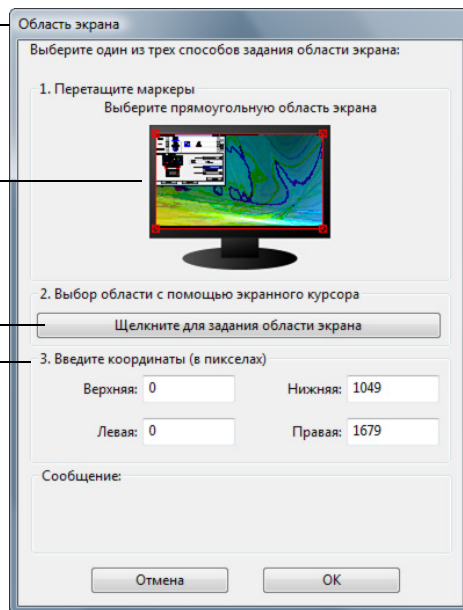 Область экрана
Выберите один из трех способов задания области экрана:
1. Перетащите маркеры
Выберите прямоугольную область экрана
2. Выбор области с помощью экранного курсора
Щелкните для задания области экрана
3. Введите координаты (в пикселах)
Верхняя: 0 Нижняя: 1049
Левая: 0 Правая: 1679
Сообщение:
Отмена OK